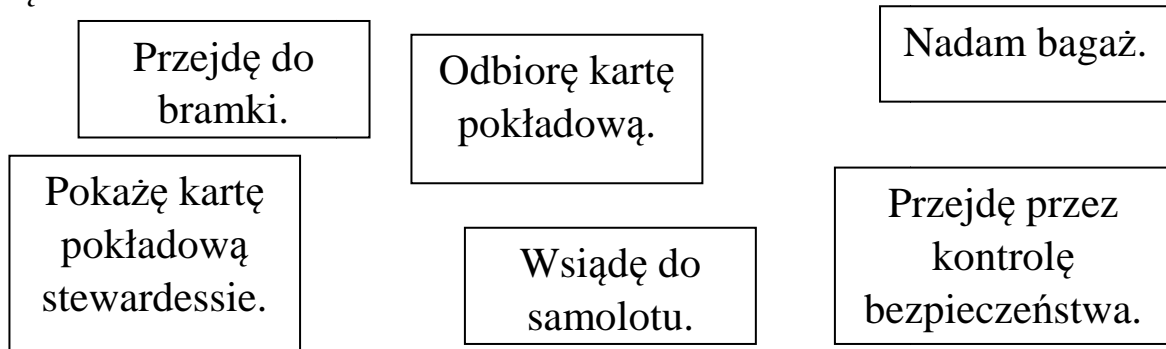 Przejdę do
bramki.
Odbiorę kartę
pokładową.
Nadam bagaż.
Pokażę kartę
pokładową
stewardessie.
Wsiądę do
samolotu.
Przejdę przez
kontrolę
bezpieczeństwa.